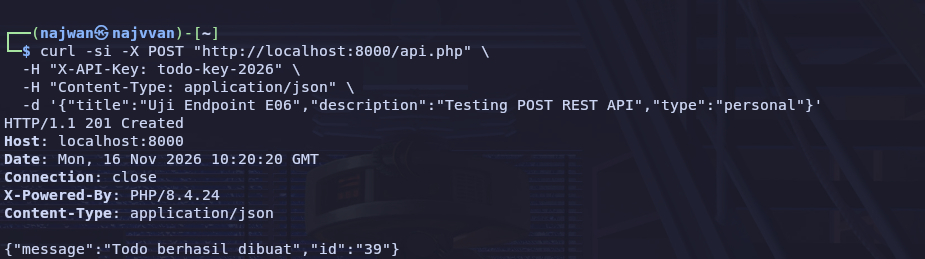 ┌──(najwan㉿najvvan)-[~]
└─$ curl -si -X POST "http://localhost:8000/api.php" \
  -H "X-API-Key: todo-key-2026" \
  -H "Content-Type: application/json" \
  -d '{"title":"Uji Endpoint E06","description":"Testing POST REST API","type":"personal"}'
HTTP/1.1 201 Created
Host: localhost:8000
Date: Mon, 16 Nov 2026 10:20:20 GMT
Connection: close
X-Powered-By: PHP/8.4.24
Content-Type: application/json

{"message":"Todo berhasil dibuat","id":"39"}